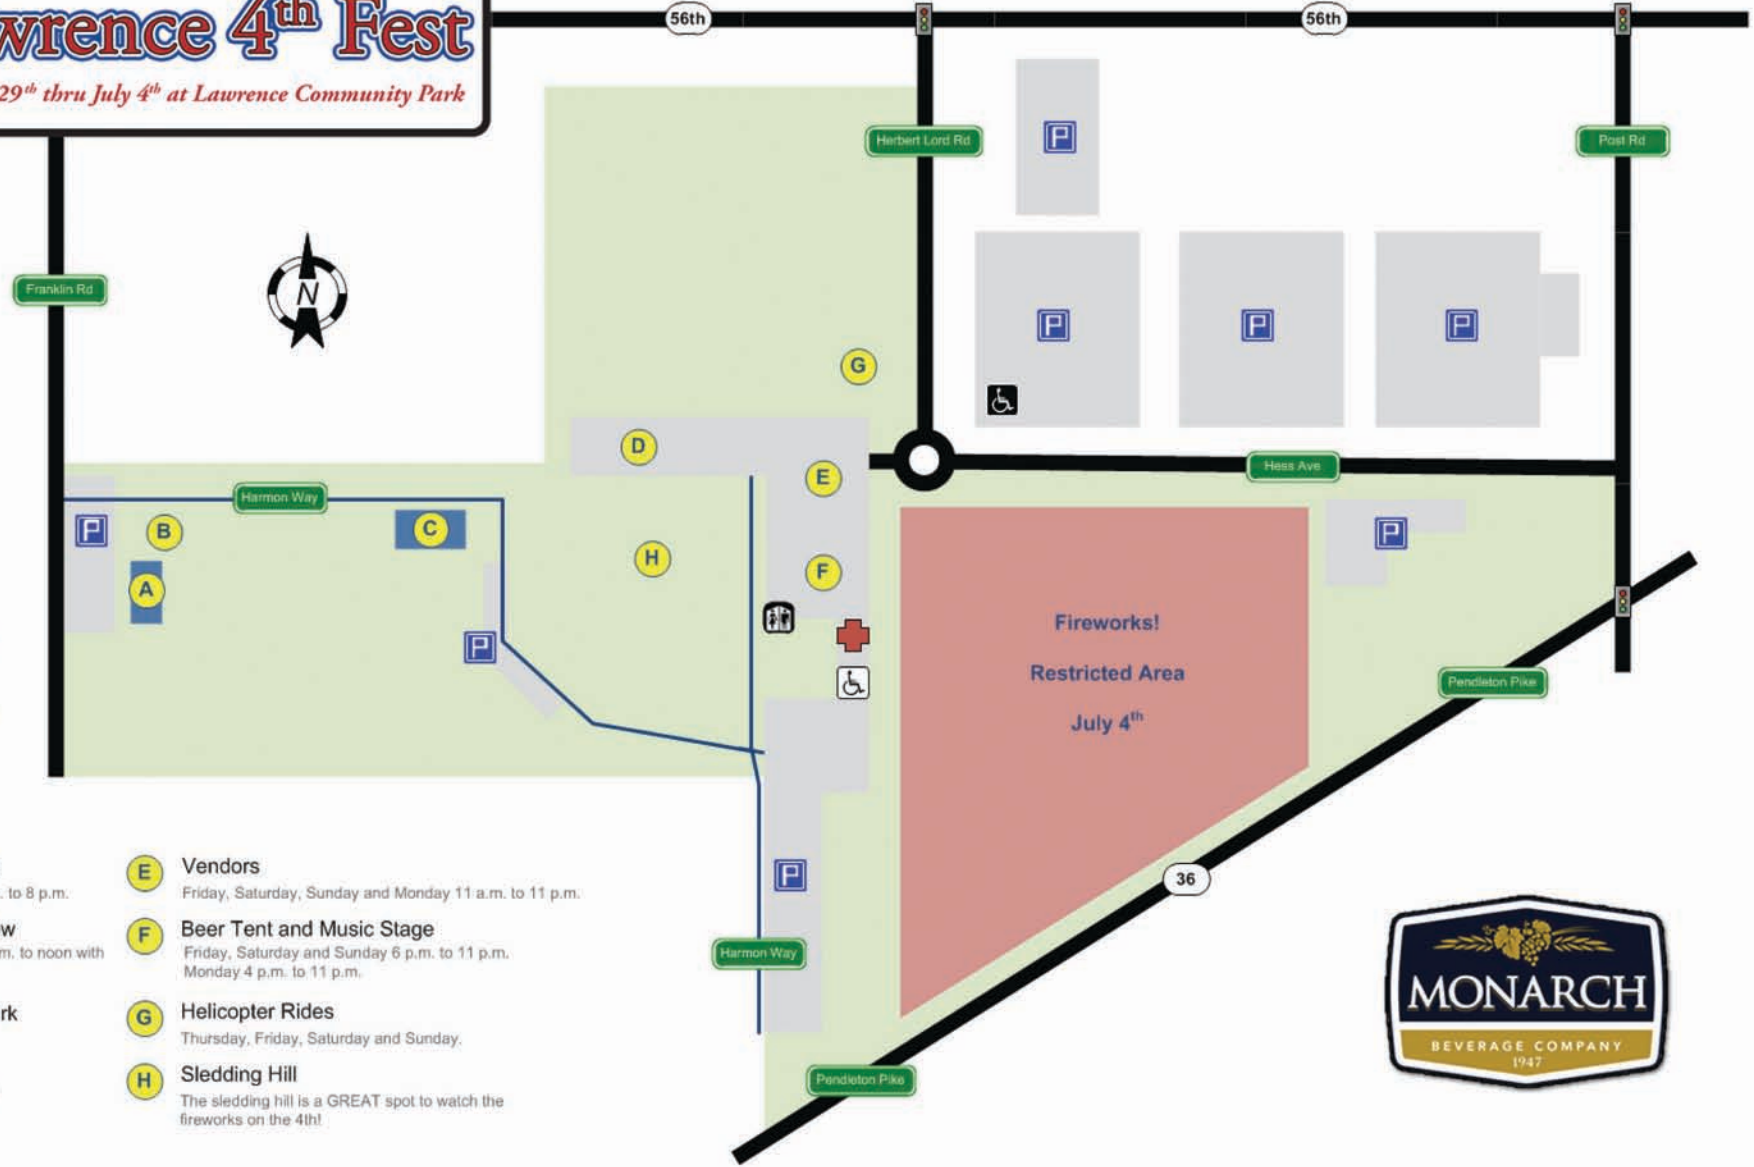 wrence 4th Fest
29th thru July 4th at Lawrence Community Park
56th
56th
Herbert Lord Rd
Post Rd
P
Franklin Rd
N
P
P
P
G
D
E
Hess Ave
Harmon Way
P
B
C
H
F
P
A
Fireworks!
Restricted Area
July 4th
P
Pendleton Pike
P
36
Harmon Way
Pendleton Pike
. to 8 p.m.
w
m. to noon with
rk
E Vendors
Friday, Saturday, Sunday and Monday 11 a.m. to 11 p.m.
F Beer Tent and Music Stage
Friday, Saturday and Sunday 6 p.m. to 11 p.m.
Monday 4 p.m. to 11 p.m.
G Helicopter Rides
Thursday, Friday, Saturday and Sunday.
H Sledding Hill
The sledding hill is a GREAT spot to watch the
fireworks on the 4th!
MONARCH
BEVERAGE COMPANY
1947